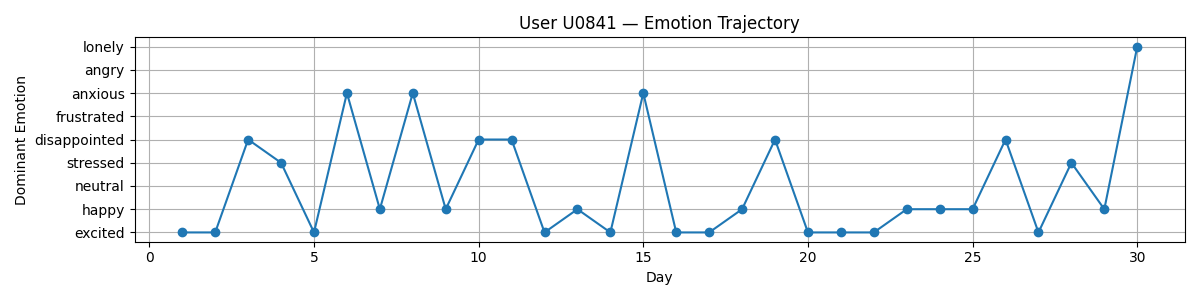 User U0841 — Emotion Trajectory
Dominant Emotion
lonely
angry
anxious
frustrated
disappointed
stressed
neutral
happy
excited
0 5 10 15 20 25 30
Day